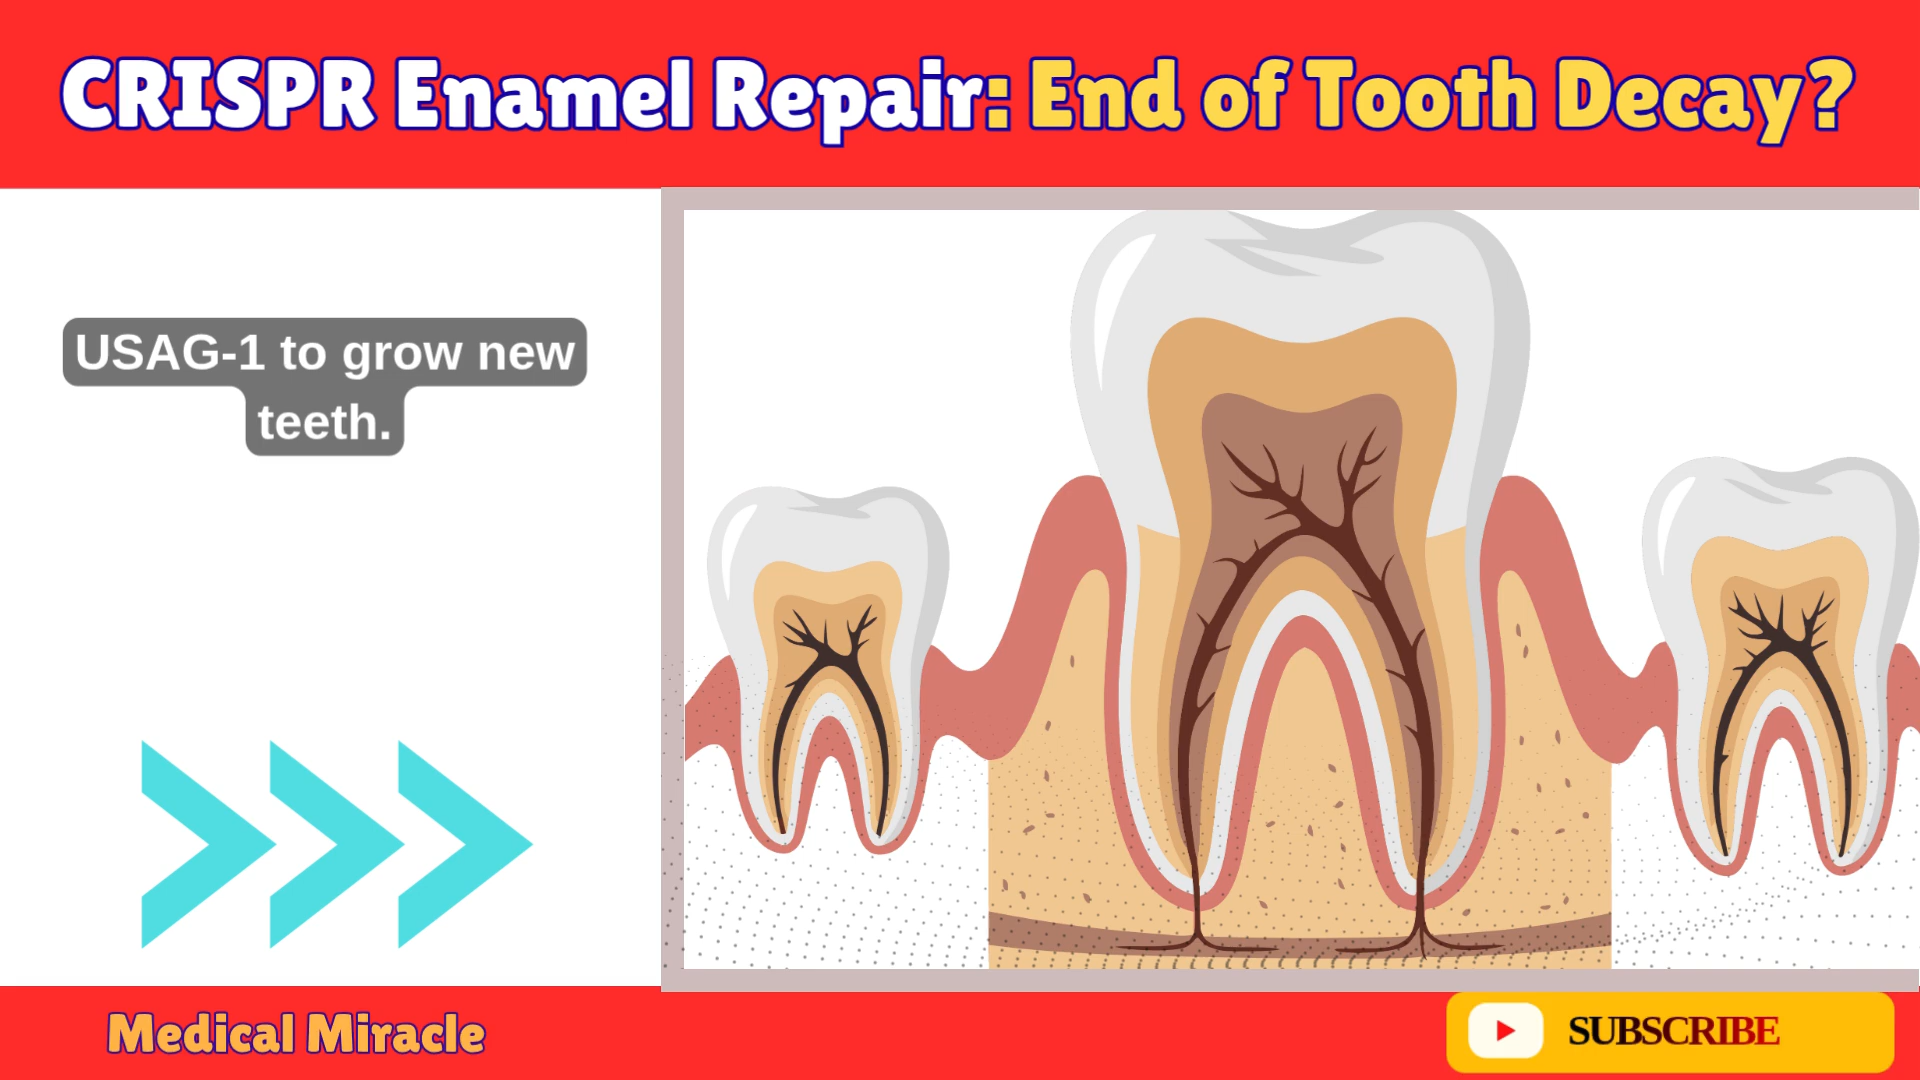 CRISPR Enamel Repair: End of Tooth Decay?
USAG-1 to grow new
teeth.
Medical Miracle
SUBSCRIBE